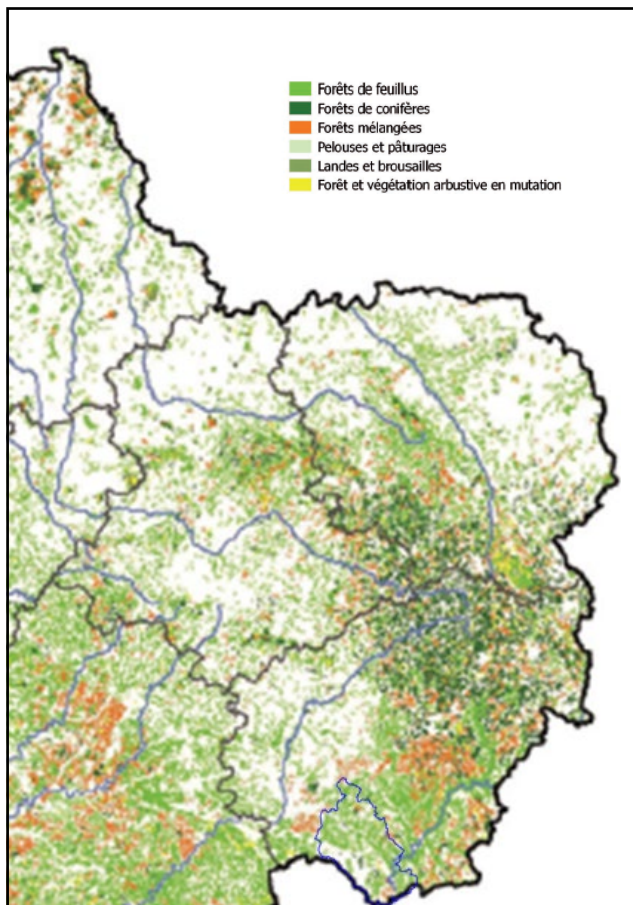 Forêts de feuillus
Forêts de conifères
Forêts mélangées
Pelouses et pâturages
Landes et brousailles
Forêt et végétation arbustive en mutation